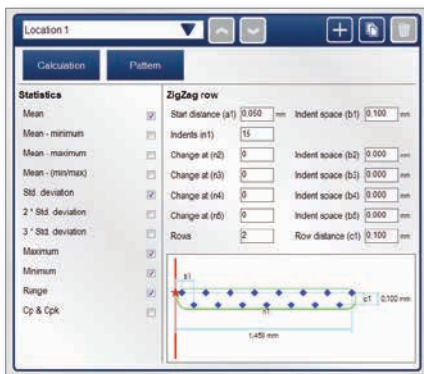 Location 1
Calculation
Pattern
Statistics
Mean
Mean - minimum
Mean - maximum
Mean - (min/max)
Std. deviation
2 * Std. deviation
3 * Std. deviation
Maximum
Minimum
Range
Cp & Cpk
ZigZag row
Start distance (a1) 0,050 mm Indent space (b1) 0.100 mm
Indents in1) 15
Change at (n2) 0 Indent space (b2) 0.000 mm
Change at (n3) 0 Indent space (b3) 0.000 mm
Change at (n4) 0 Indent space (b4) 0.000 mm
Change at (n5) 0 Indent space (b5) 0.000 mm
Rows 2 Row distance (c1) 0.100 mm
a1
c1 0,100 mm
n1
1,450 mm